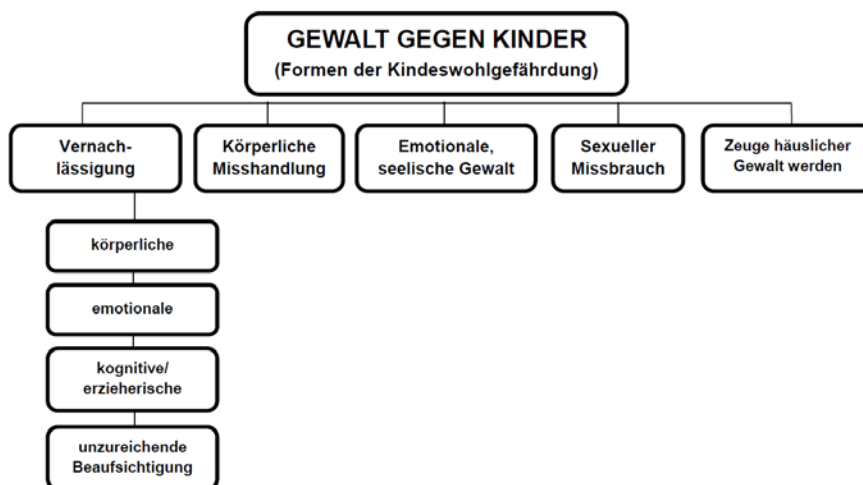 GEWALT GEGEN KINDER
(Formen der Kindeswohlgefährdung)
Vernach-
lässigung
Körperliche
Misshandlung
Emotionale,
seelische Gewalt
Sexueller
Missbrauch
Zeuge häuslicher
Gewalt werden
körperliche
emotionale
kognitive/
erzieherische
unzureichende
Beaufsichtigung